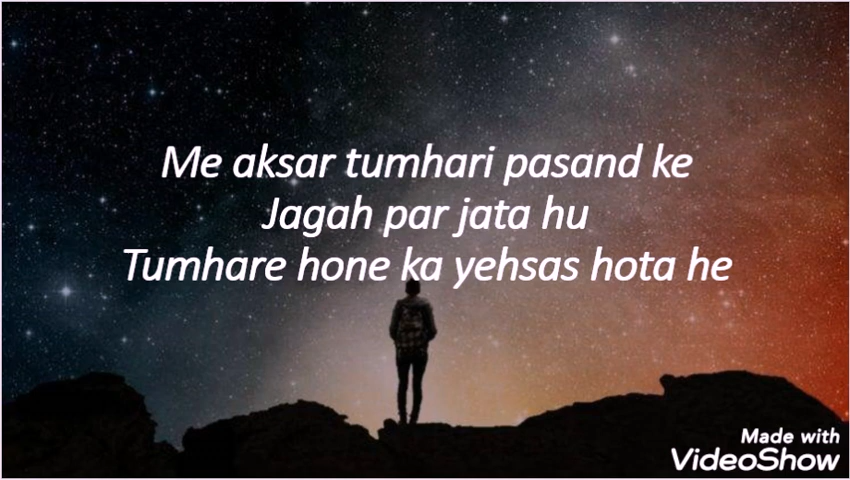 Me aksar tumhari pasand ke
Jagah par jata hu
Tumhare hone ka yehsas hota he
Made with
VideoShow